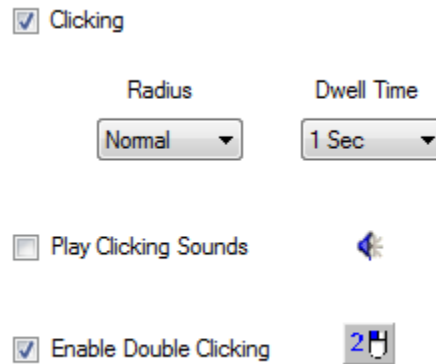 Clicking
Radius Dwell Time
Normal 1 Sec
Play Clicking Sounds
Enable Double Clicking 2